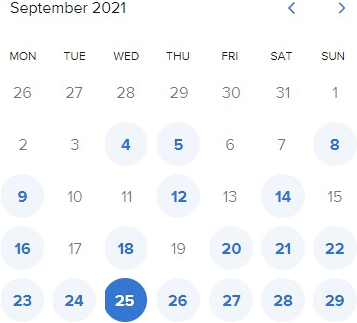 September 2021
MON TUE WED THU FRI SAT SUN
26 27 28 29 30 31 1
2 3 4 5 6 7 8
9 10 11 12 13 14 15
16 17 18 19 20 21 22
23 24 25 26 27 28 29